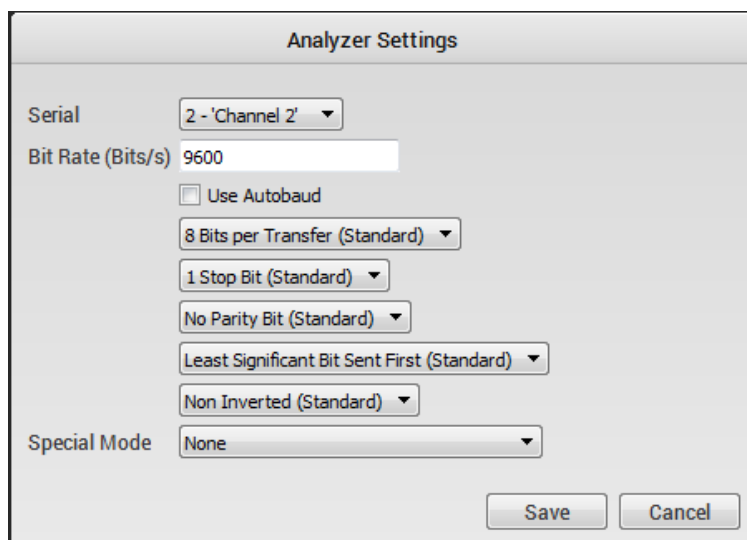 Analyzer Settings
Serial 2 - 'Channel 2'
Bit Rate (Bits/s) 9600
Use Autobaud
8 Bits per Transfer (Standard)
1 Stop Bit (Standard)
No Parity Bit (Standard)
Least Significant Bit Sent First (Standard)
Non Inverted (Standard)
Special Mode None
Save Cancel